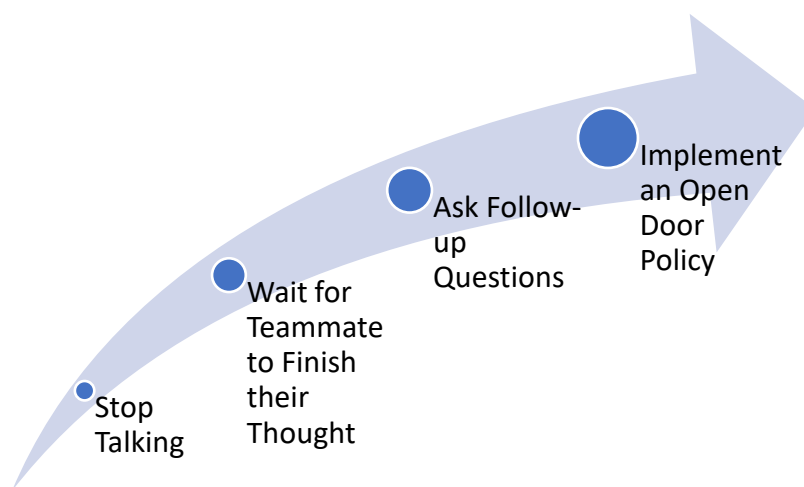 Stop
Talking
Wait for
Teammate
to Finish
their
Thought
Ask Follow-
up
Questions
Implement
an Open
Door
Policy